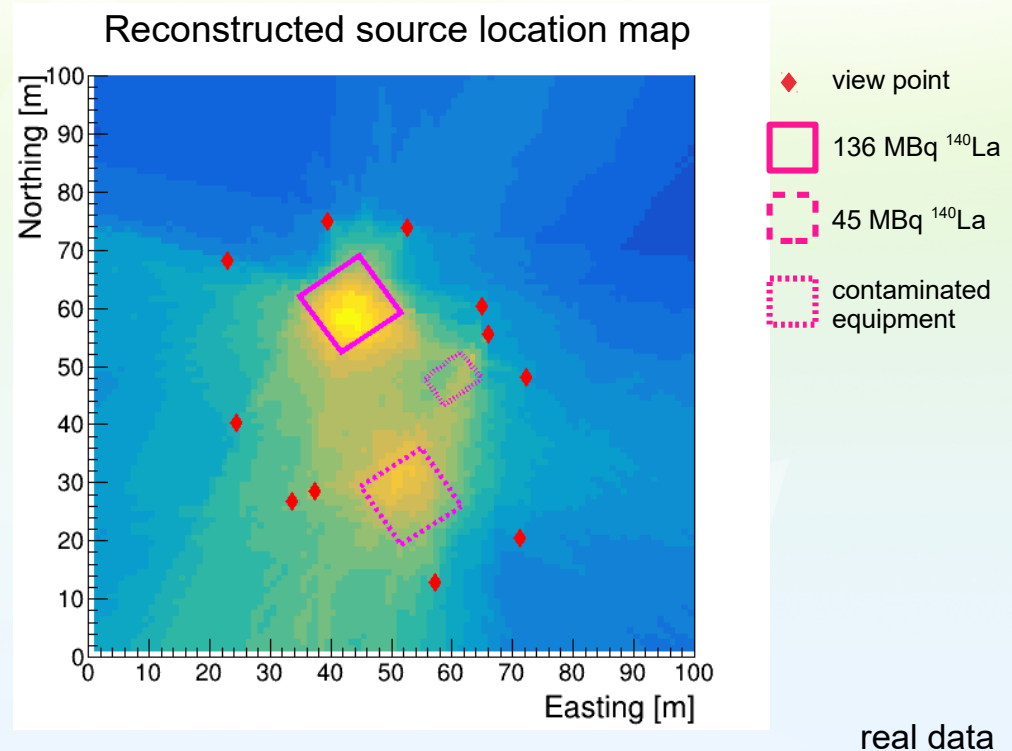 Reconstructed source location map
Northing [m]
100
90
80
70
60
50
40
30
20
10
0
0 10 20 30 40 50 60 70 80 90 100
Easting [m]
view point
136 MBq ¹⁴⁰La
45 MBq ¹⁴⁰La
contaminated
equipment
real data